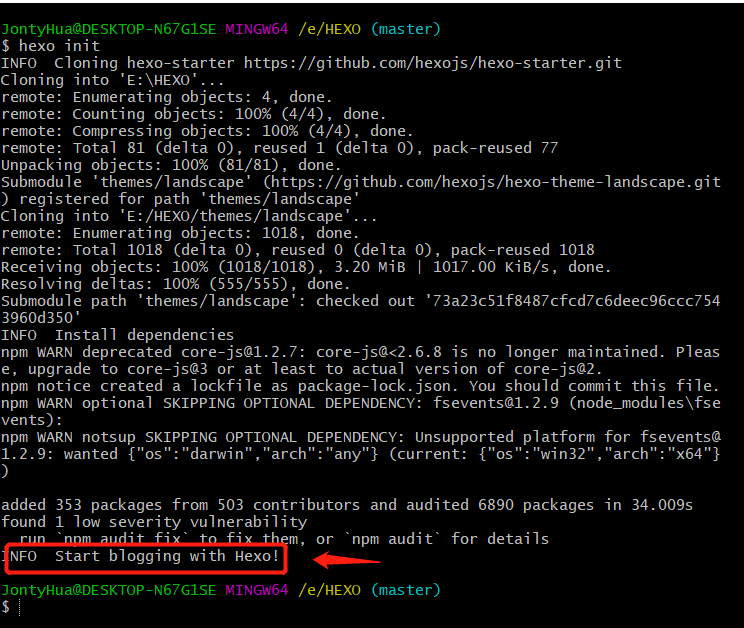 JontyHua@DESKTOP-N67G1SE MINGW64 /e/HEXO (master)
$ hexo init
INFO  Cloning hexo-starter https://github.com/hexojs/hexo-starter.git
Cloning into 'E:\HEXO'...
remote: Enumerating objects: 4, done.
remote: Counting objects: 100% (4/4), done.
remote: Compressing objects: 100% (4/4), done.
remote: Total 81 (delta 0), reused 1 (delta 0), pack-reused 77
Unpacking objects: 100% (81/81), done.
Submodule 'themes/landscape' (https://github.com/hexojs/hexo-theme-landscape.git
) registered for path 'themes/landscape'
Cloning into 'E:/HEXO/themes/landscape'...
remote: Enumerating objects: 1018, done.
remote: Total 1018 (delta 0), reused 0 (delta 0), pack-reused 1018
Receiving objects: 100% (1018/1018), 3.20 MiB | 1017.00 KiB/s, done.
Resolving deltas: 100% (555/555), done.
Submodule path 'themes/landscape': checked out '73a23c51f8487cfcd7c6deec96ccc754
3960d350'
INFO  Install dependencies
npm WARN deprecated core-js@1.2.7: core-js@<2.6.8 is no longer maintained. Pleas
e, upgrade to core-js@3 or at least to actual version of core-js@2.
npm notice created a lockfile as package-lock.json. You should commit this file.
npm WARN optional SKIPPING OPTIONAL DEPENDENCY: fsevents@1.2.9 (node_modules\fse
vents):
npm WARN notsup SKIPPING OPTIONAL DEPENDENCY: Unsupported platform for fsevents@
1.2.9: wanted {"os":"darwin","arch":"any"} (current: {"os":"win32","arch":"x64"}
)
added 353 packages from 503 contributors and audited 6890 packages in 34.009s
found 1 low severity vulnerability
  run `npm audit fix` to fix them, or `npm audit` for details
INFO  Start blogging with Hexo!
JontyHua@DESKTOP-N67G1SE MINGW64 /e/HEXO (master)
$